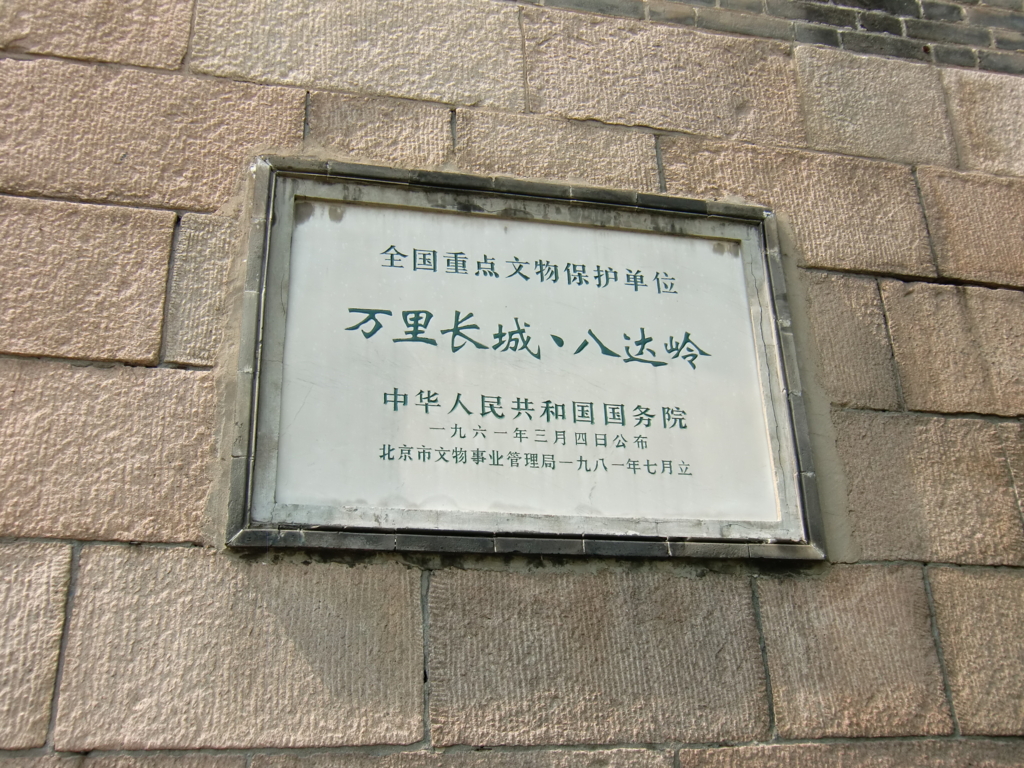 全国重点文物保护单位
万里长城、八达岭
中华人民共和国国务院
一九六一年三月四日公布
北京市文物事业管理局一九八一年七月立